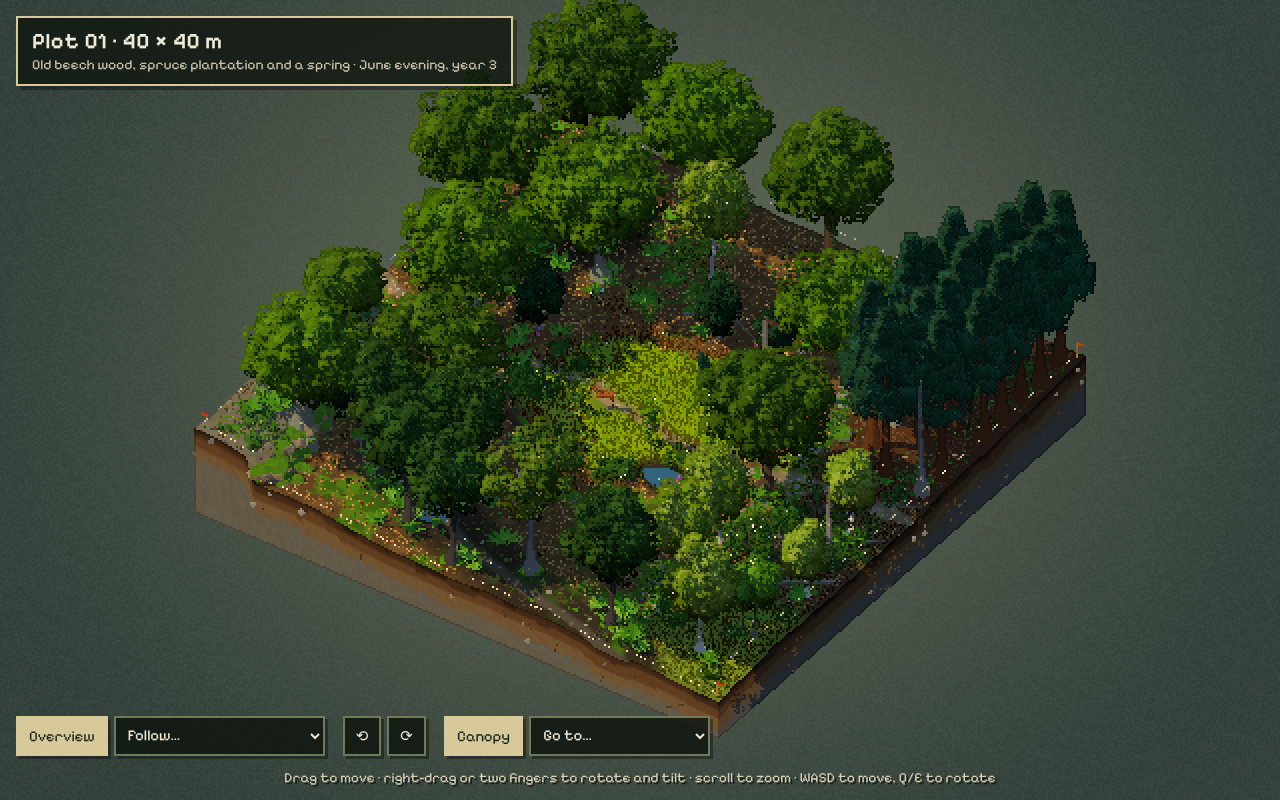 Plot 01 · 40 × 40 m
Old beech wood, spruce plantation and a spring · June evening, year 3
Overview
Follow...
⟲
⟳
Canopy
Go to...
Drag to move · right-drag or two fingers to rotate and tilt · scroll to zoom · WASD to move, Q/E to rotate